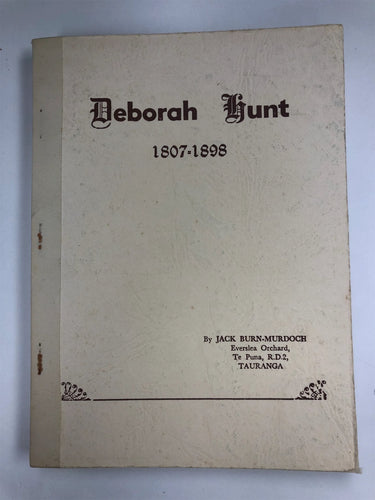 Deborah Hunt
1807-1898
By JACK BURN-MURDOCH
Everslea Orchard,
Te Puna, R.D.2,
TAURANGA